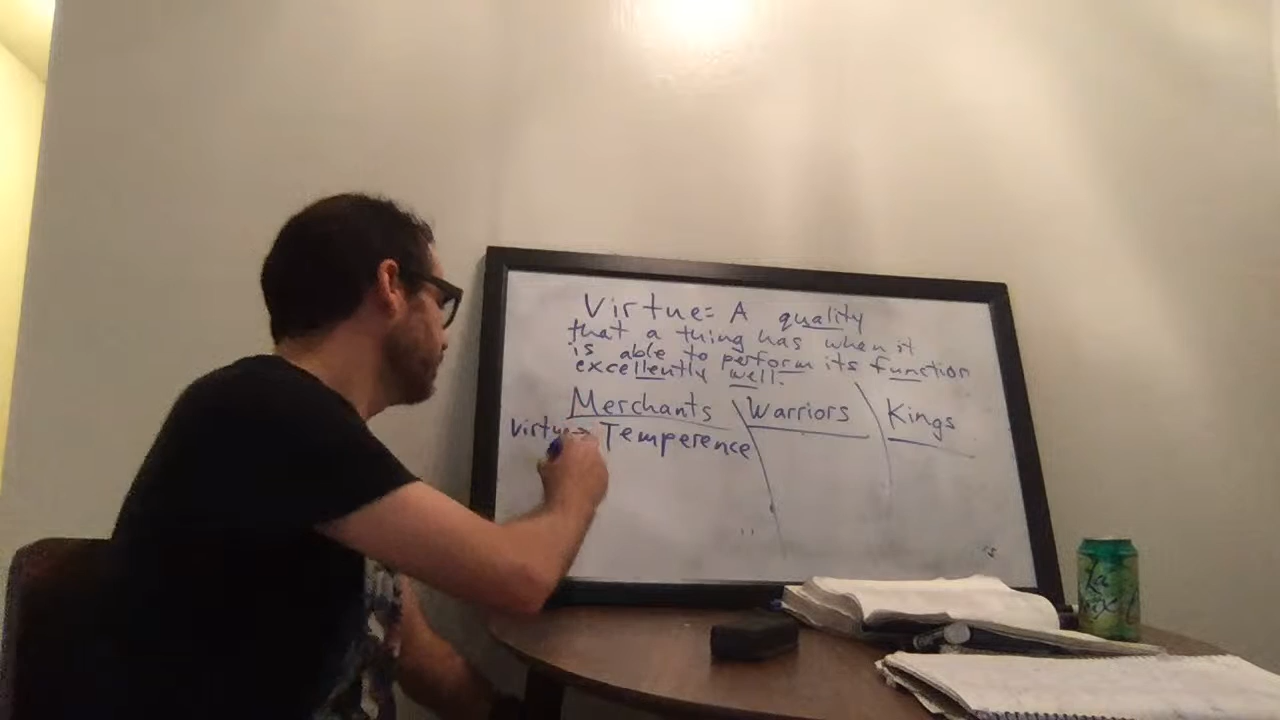 Virtue= A quality
that a thing has when it
is able to perform its function
excellently well.
Merchants Warriors Kings
Virtue→ Temperence
La